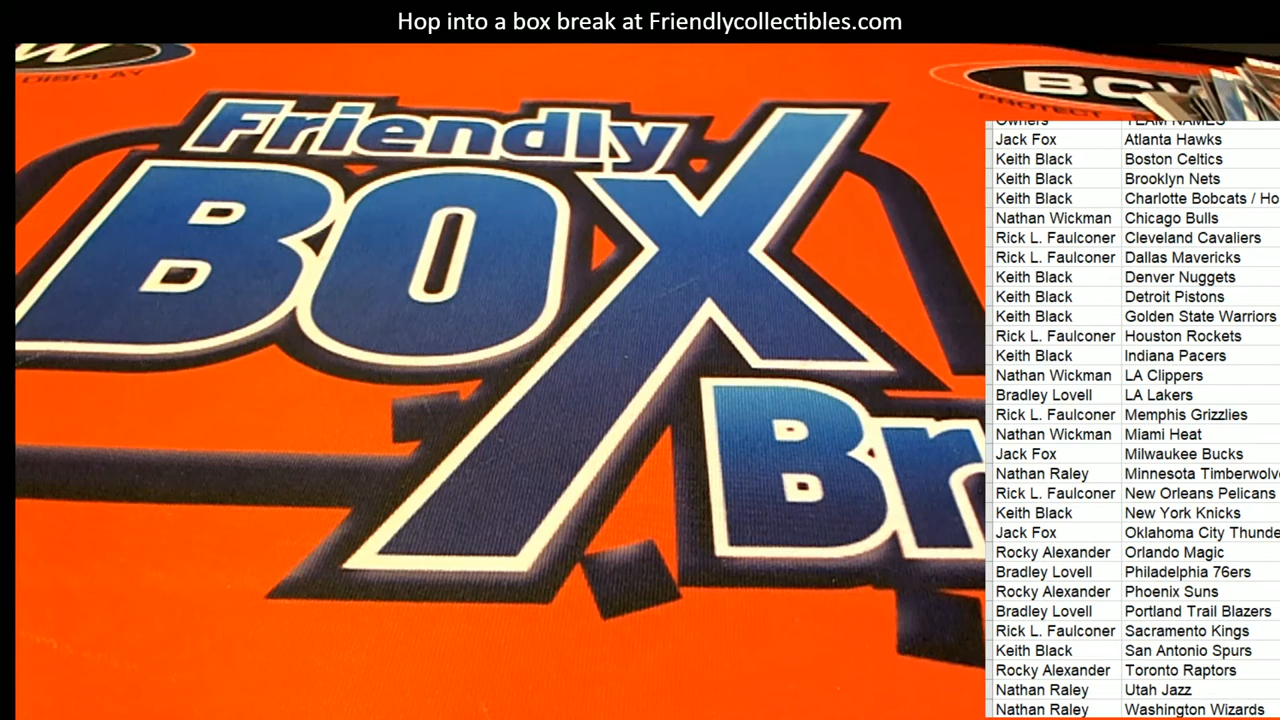 Hop into a box break at Friendlycollectibles.com
DISPLAY
PROTECT
Friendly
BOX
Br
Owners TEAM NAMES
Jack Fox Atlanta Hawks
Keith Black Boston Celtics
Keith Black Brooklyn Nets
Keith Black Charlotte Bobcats / Ho
Nathan Wickman Chicago Bulls
Rick L. Faulconer Cleveland Cavaliers
Rick L. Faulconer Dallas Mavericks
Keith Black Denver Nuggets
Keith Black Detroit Pistons
Keith Black Golden State Warriors
Rick L. Faulconer Houston Rockets
Keith Black Indiana Pacers
Nathan Wickman LA Clippers
Bradley Lovell LA Lakers
Rick L. Faulconer Memphis Grizzlies
Nathan Wickman Miami Heat
Jack Fox Milwaukee Bucks
Nathan Raley Minnesota Timberwolv
Rick L. Faulconer New Orleans Pelicans
Keith Black New York Knicks
Jack Fox Oklahoma City Thunde
Rocky Alexander Orlando Magic
Bradley Lovell Philadelphia 76ers
Rocky Alexander Phoenix Suns
Bradley Lovell Portland Trail Blazers
Rick L. Faulconer Sacramento Kings
Keith Black San Antonio Spurs
Rocky Alexander Toronto Raptors
Nathan Raley Utah Jazz
Nathan Raley Washington Wizards